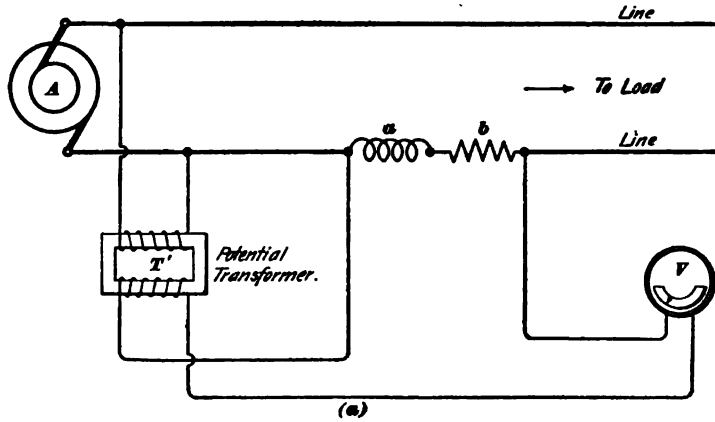 Line
A
To Load
a
b
Line
T'
Potential
Transformer.
V
(a)